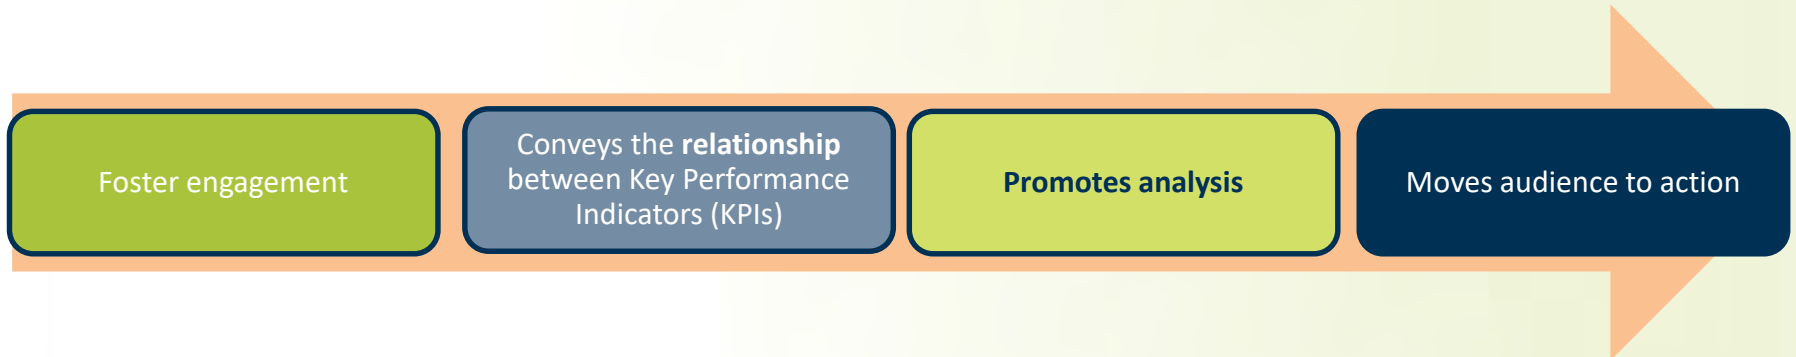 Foster engagement
Conveys the relationship
between Key Performance
Indicators (KPIs)
Promotes analysis
Moves audience to action